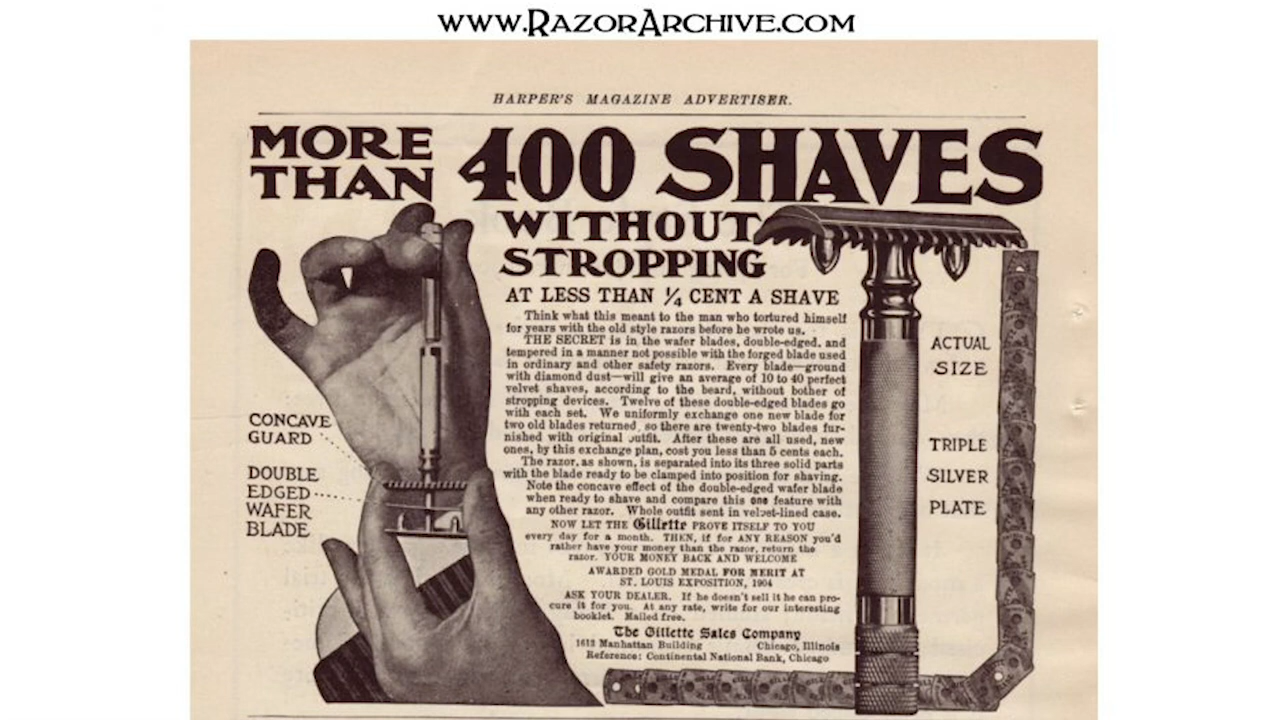 www.RazorArchive.com
HARPER'S MAGAZINE ADVERTISER.
MORE THAN 400 SHAVES
WITHOUT
STROPPING
AT LESS THAN 1/4 CENT A SHAVE
Think what this meant to the man who tortured himself
for years with the old style razors before he wrote us.
THE SECRET is in the wafer blades, double-edged, and
tempered in a manner not possible with the forged blade used
in ordinary and other safety razors. Every blade—ground
with diamond dust—will give an average of 10 to 40 perfect
velvet shaves, according to the beard, without bother of
stropping devices. Twelve of these double-edged blades go
with each set. We uniformly exchange one new blade for
two old blades returned, so there are twenty-two blades fur-
nished with original outfit. After these are all used, new
ones, by this exchange plan, cost you less than 5 cents each.
The razor, as shown, is separated into its three solid parts
with the blade ready to be clamped into position for shaving.
Note the concave effect of the double-edged wafer blade
when ready to shave and compare this one feature with
any other razor. Whole outfit sent in velvet-lined case.
NOW LET THE Gillette PROVE ITSELF TO YOU
every day for a month. THEN, if for ANY REASON you'd
rather have your money than the razor, return the
razor. YOUR MONEY BACK AND WELCOME
AWARDED GOLD MEDAL FOR MERIT AT
ST. LOUIS EXPOSITION, 1904
ASK YOUR DEALER. If he doesn't sell it he can pro-
cure it for you. At any rate, write for our interesting
booklet. Mailed free.
The Gillette Sales Company
1613 Manhattan Building Chicago, Illinois
Reference: Continental National Bank, Chicago
CONCAVE
GUARD
DOUBLE
EDGED
WAFER
BLADE
ACTUAL
SIZE
TRIPLE
SILVER
PLATE